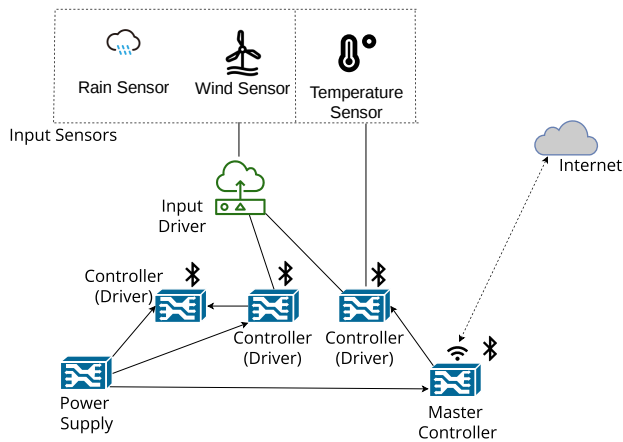 Rain Sensor
Wind Sensor
Temperature
Sensor
Input Sensors
Internet
Input
Driver
Controller
(Driver)
Controller
(Driver)
Controller
(Driver)
Power
Supply
Master
Controller